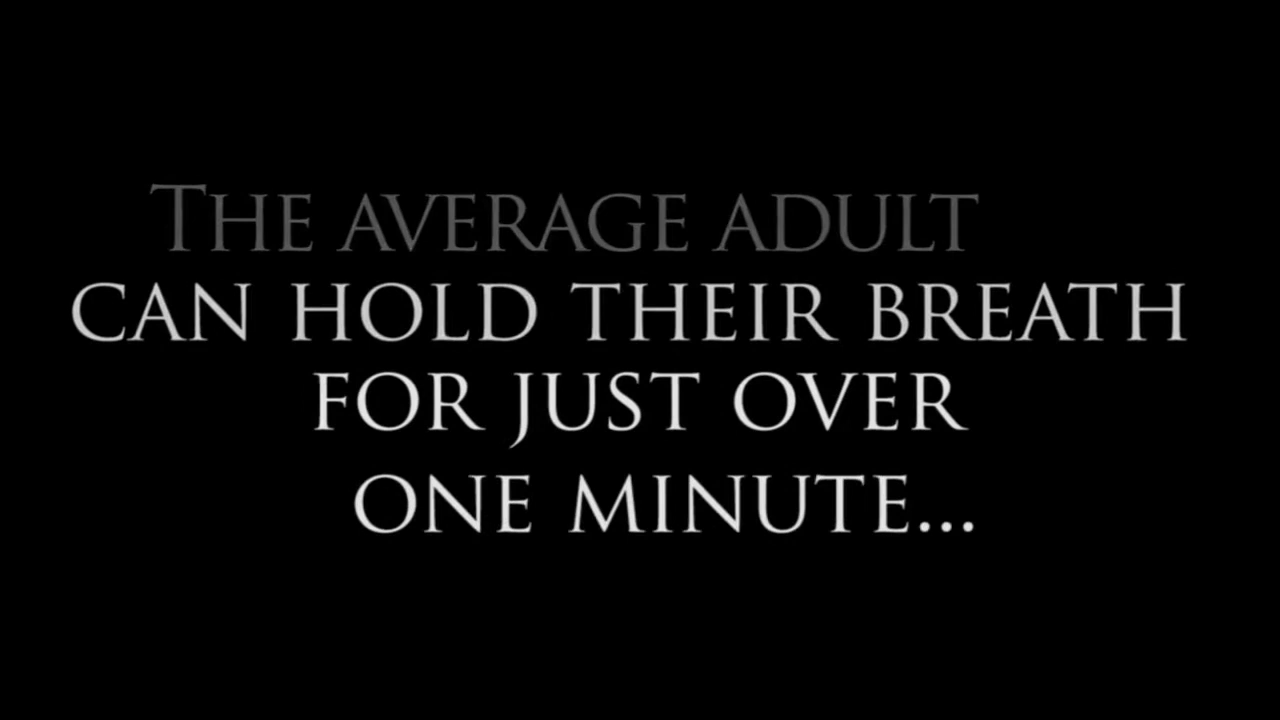 THE AVERAGE ADULT
CAN HOLD THEIR BREATH
FOR JUST OVER
ONE MINUTE...